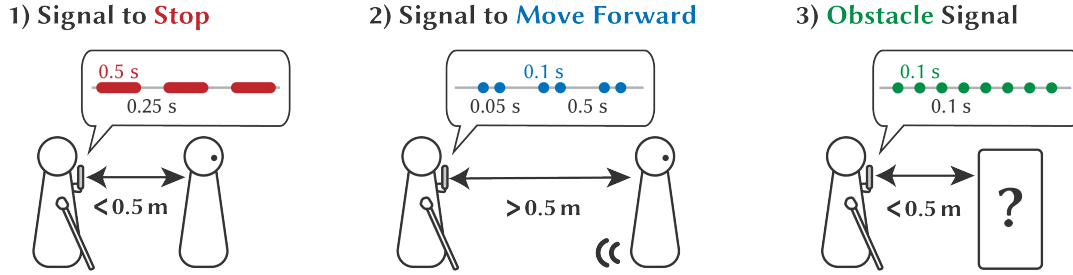 1) Signal to Stop
0.5 s
0.25 s
< 0.5 m
2) Signal to Move Forward
0.1 s
0.05 s 0.5 s
> 0.5 m
3) Obstacle Signal
0.1 s
0.1 s
< 0.5 m
?